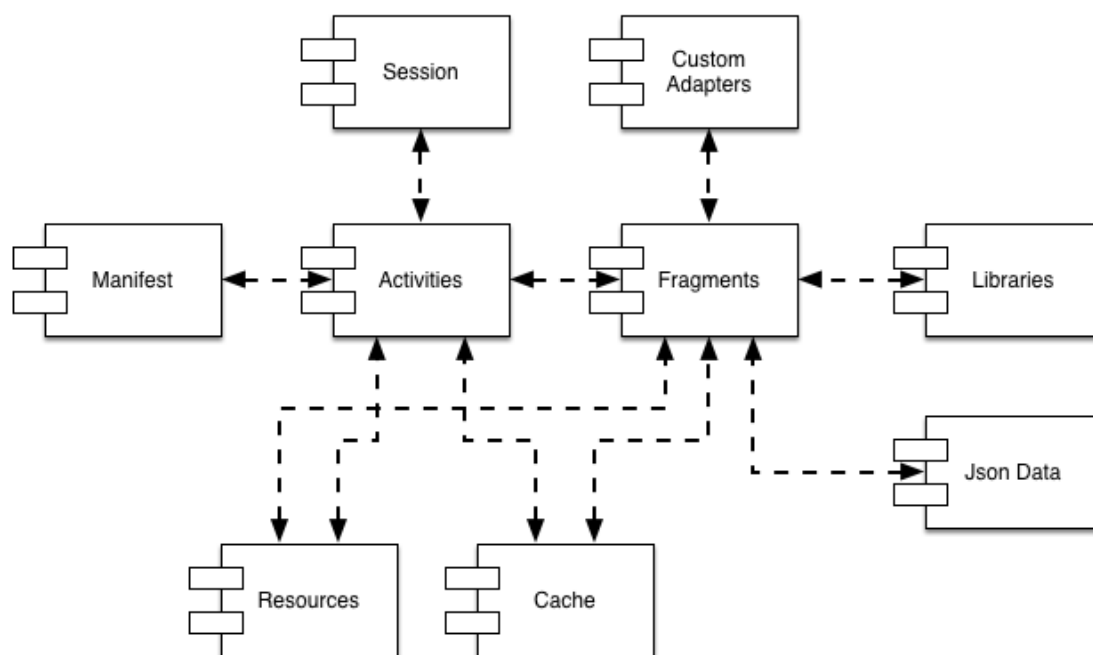 Session
Custom
Adapters
Manifest
Activities
Fragments
Libraries
Json Data
Resources
Cache